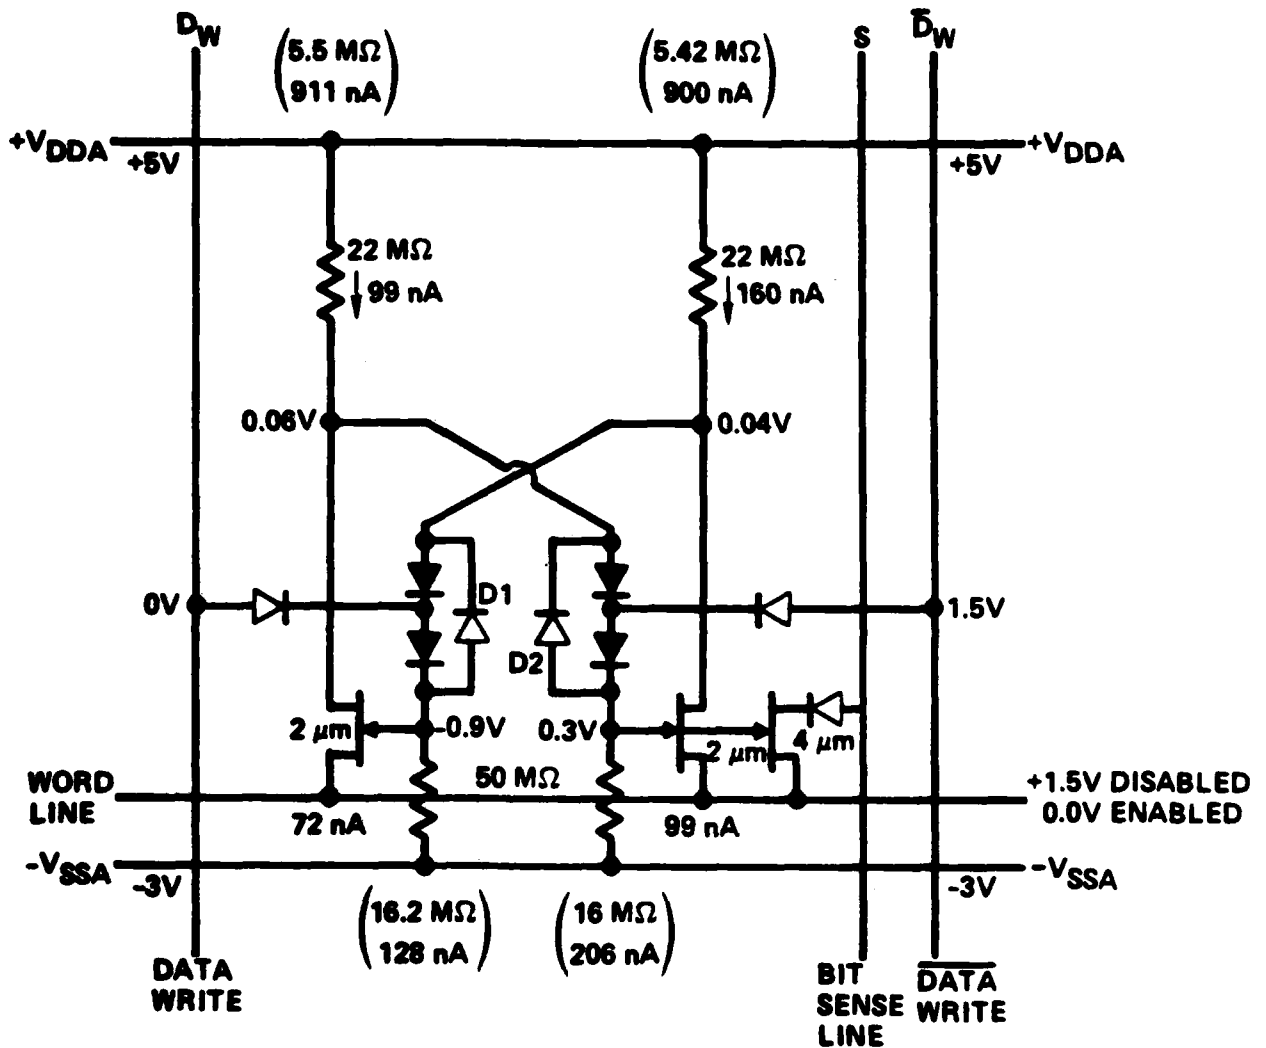 D_W
(5.5 MΩ
911 nA)
(5.42 MΩ
900 nA)
S
D̅_W
+V_DDA
+5V
+5V
+V_DDA
22 MΩ
↓ 99 nA
22 MΩ
↓ 160 nA
0.06V
0.04V
0V
D1
D2
1.5V
2 μm
-0.9V
0.3V
2 μm
4 μm
WORD
LINE
50 MΩ
72 nA
99 nA
+1.5V DISABLED
0.0V ENABLED
-V_SSA
-3V
-3V
-V_SSA
(16.2 MΩ
128 nA)
(16 MΩ
206 nA)
DATA
WRITE
BIT
SENSE
LINE
D̅A̅T̅A̅
WRITE